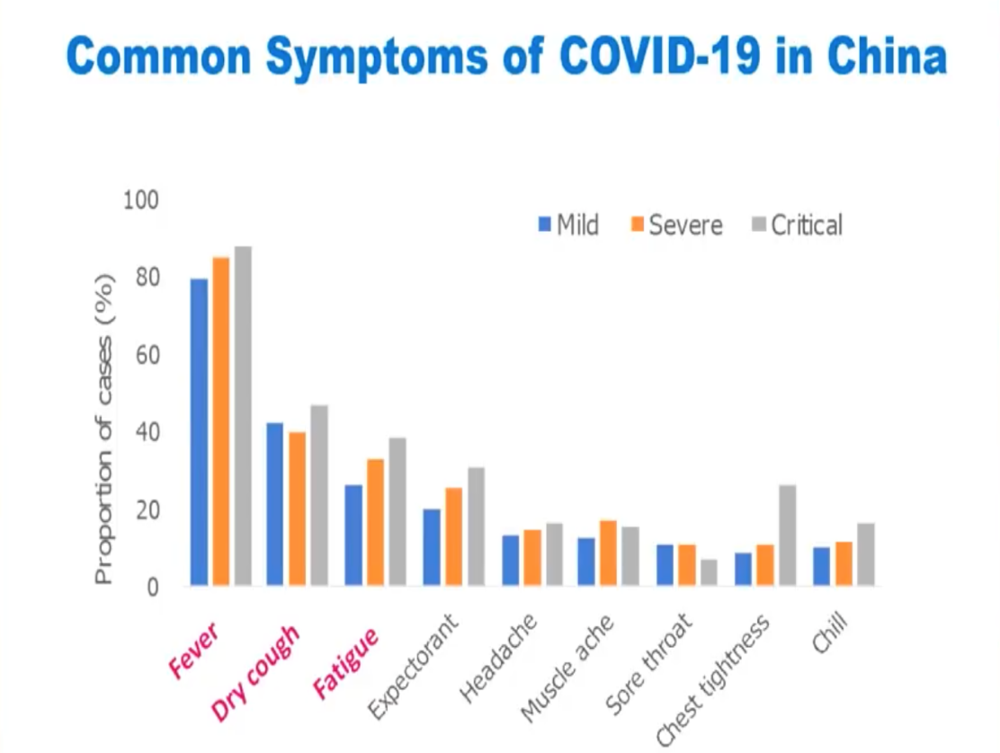 Common Symptoms of COVID-19 in China
100
80
60
40
20
0
Proportion of cases (%)
Mild Severe Critical
Fever
Dry cough
Fatigue
Expectorant
Headache
Muscle ache
Sore throat
Chest tightness
Chill